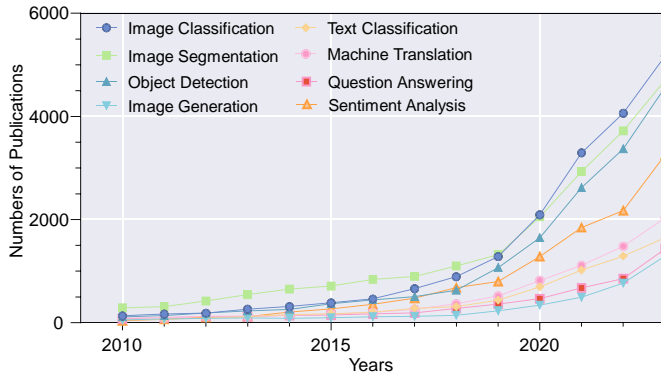 6000
4000
2000
0
Numbers of Publications
Image Classification
Image Segmentation
Object Detection
Image Generation
Text Classification
Machine Translation
Question Answering
Sentiment Analysis
2010
2015
2020
Years